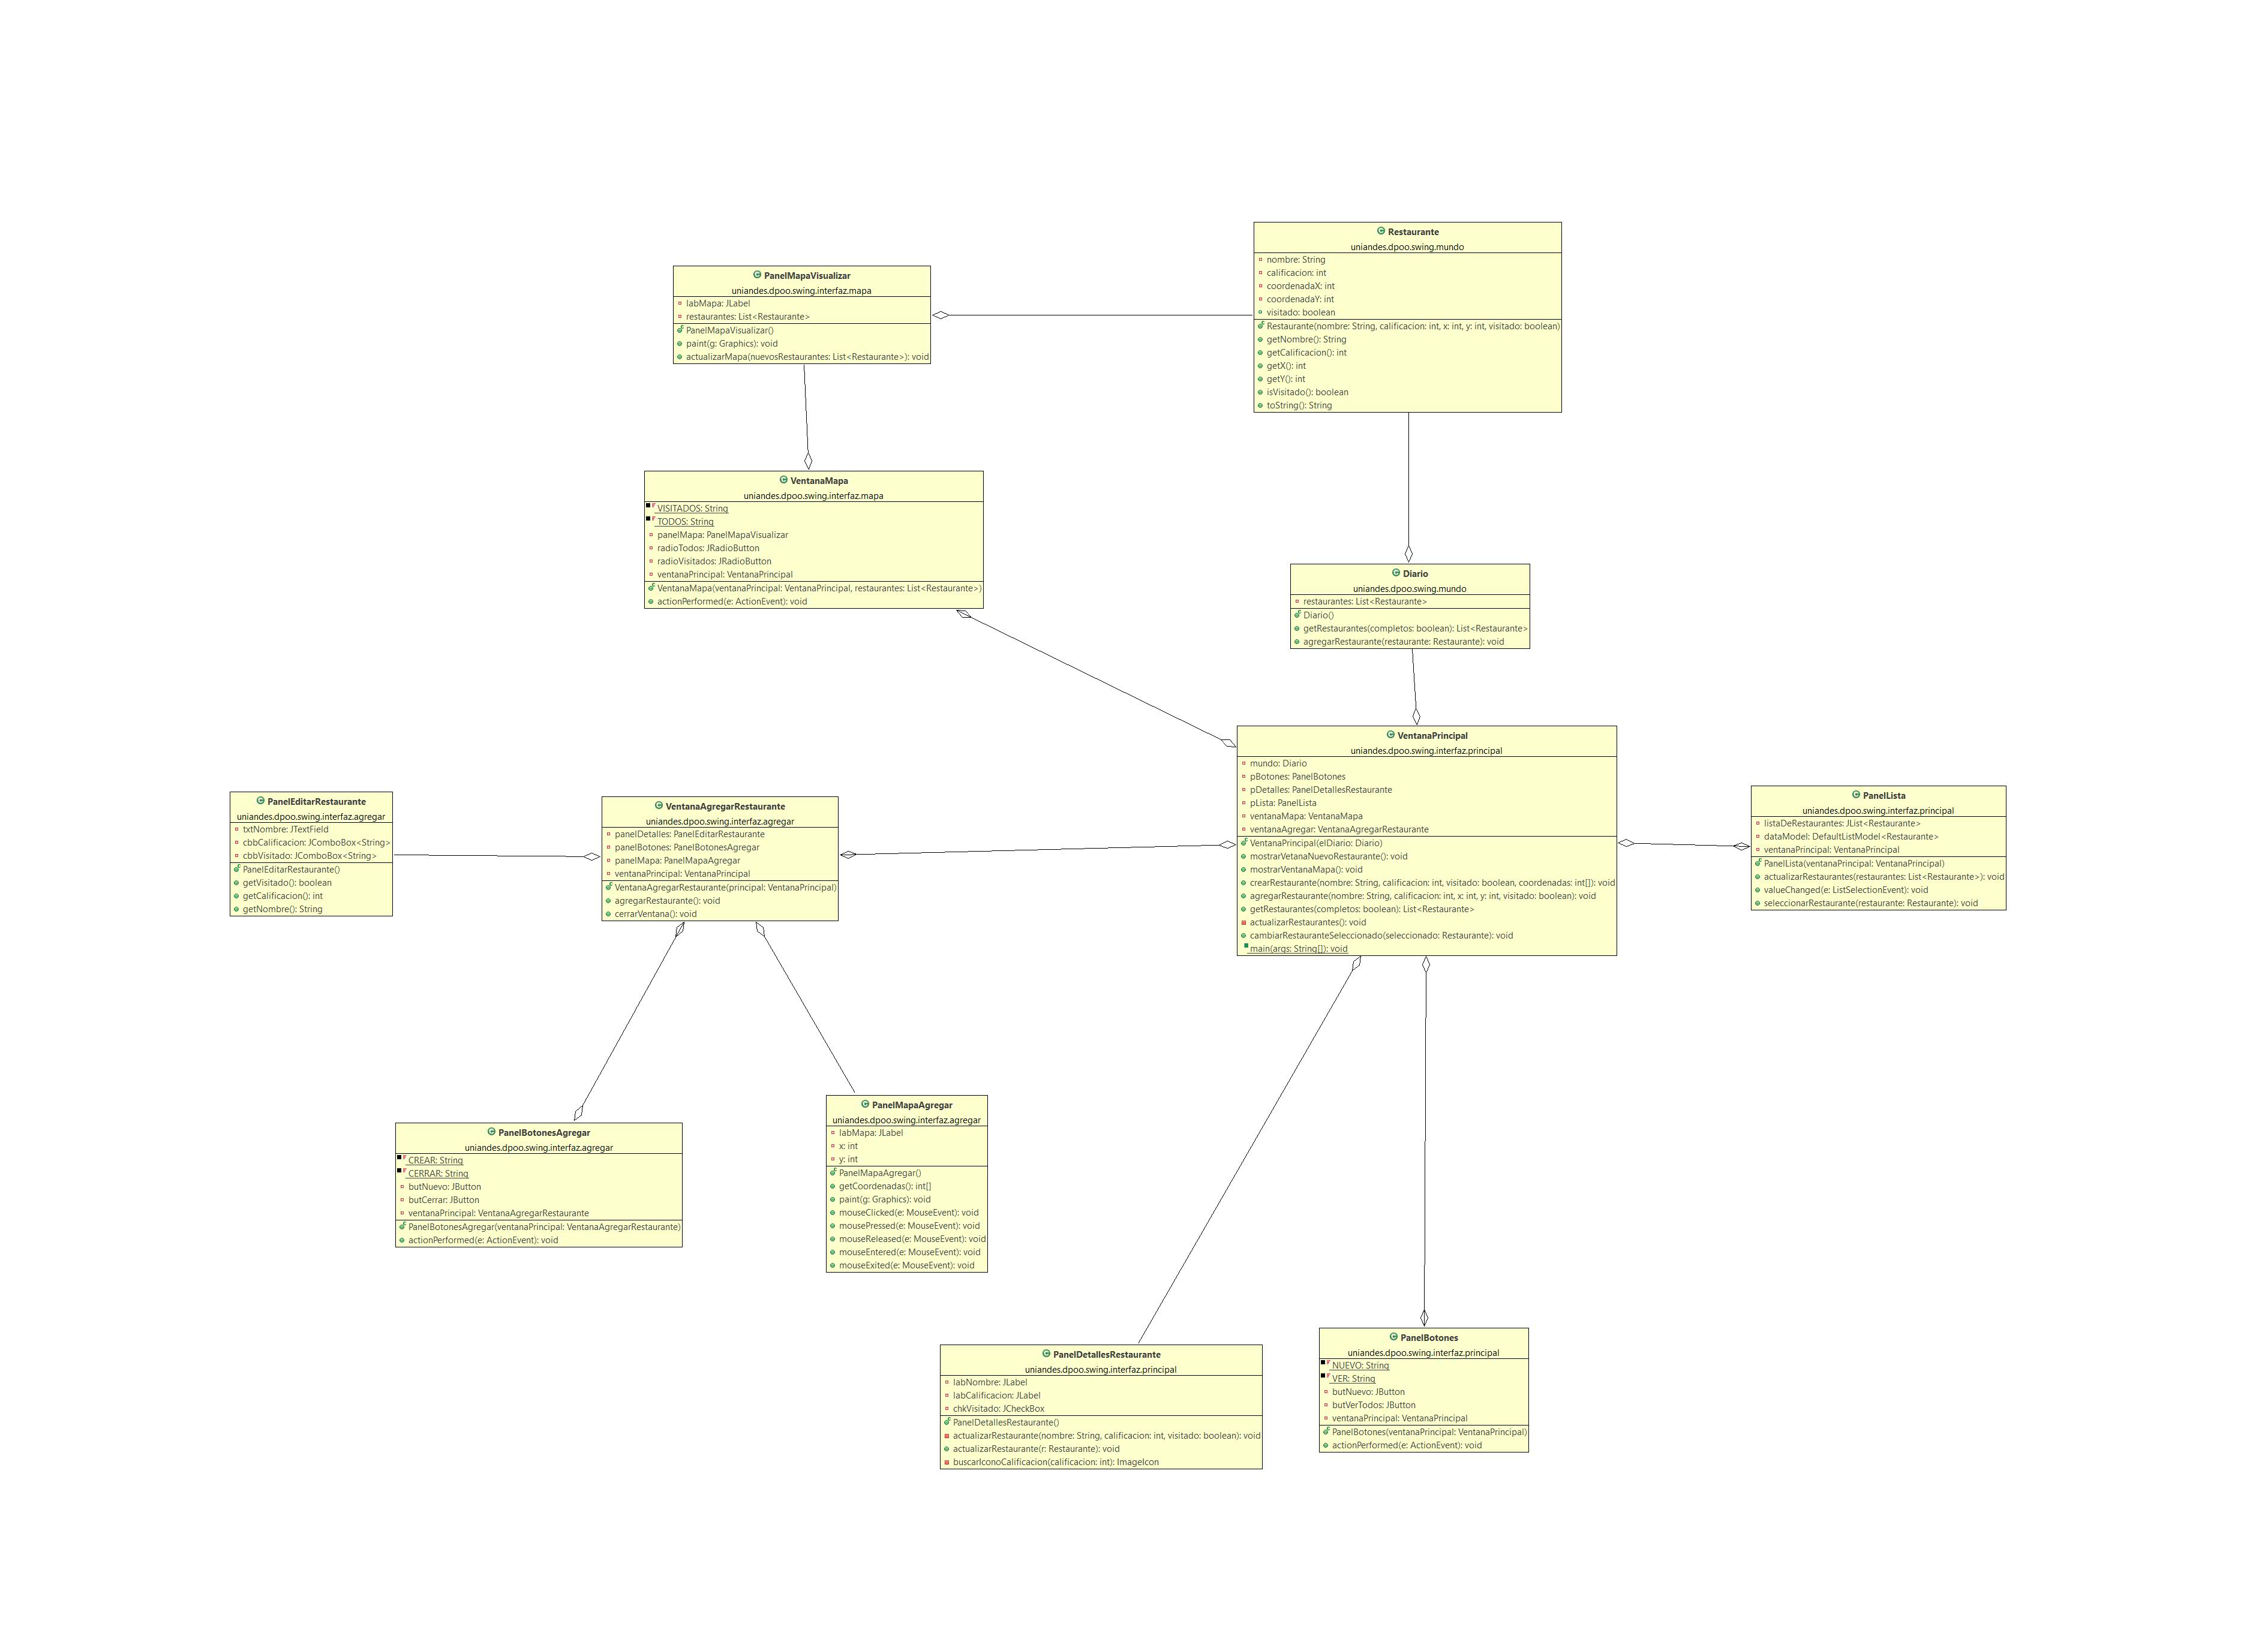 Restaurante
uniandes.dpoo.swing.mundo
nombre: String
calificacion: int
coordenadaX: int
coordenadaY: int
visitado: boolean
Restaurante(nombre: String, calificacion: int, x: int, y: int, visitado: boolean)
getNombre(): String
getCalificacion(): int
getX(): int
getY(): int
isVisitado(): boolean
toString(): String
PanelMapaVisualizar
uniandes.dpoo.swing.interfaz.mapa
labMapa: JLabel
restaurantes: List<Restaurante>
PanelMapaVisualizar()
paint(g: Graphics): void
actualizarMapa(nuevosRestaurantes: List<Restaurante>): void
VentanaMapa
uniandes.dpoo.swing.interfaz.mapa
VISITADOS: String
TODOS: String
panelMapa: PanelMapaVisualizar
radioTodos: JRadioButton
radioVisitados: JRadioButton
ventanaPrincipal: VentanaPrincipal
VentanaMapa(ventanaPrincipal: VentanaPrincipal, restaurantes: List<Restaurante>)
actionPerformed(e: ActionEvent): void
Diario
uniandes.dpoo.swing.mundo
restaurantes: List<Restaurante>
Diario()
getRestaurantes(completos: boolean): List<Restaurante>
agregarRestaurante(restaurante: Restaurante): void
VentanaPrincipal
uniandes.dpoo.swing.interfaz.principal
mundo: Diario
pBotones: PanelBotones
pDetalles: PanelDetallesRestaurante
pLista: PanelLista
ventanaMapa: VentanaMapa
ventanaAgregar: VentanaAgregarRestaurante
VentanaPrincipal(elDiario: Diario)
mostrarVetanaNuevoRestaurante(): void
mostrarVentanaMapa(): void
crearRestaurante(nombre: String, calificacion: int, visitado: boolean, coordenadas: int[]): void
agregarRestaurante(nombre: String, calificacion: int, x: int, y: int, visitado: boolean): void
getRestaurantes(completos: boolean): List<Restaurante>
actualizarRestaurantes(): void
cambiarRestauranteSeleccionado(seleccionado: Restaurante): void
main(args: String[]): void
PanelLista
uniandes.dpoo.swing.interfaz.principal
listaDeRestaurantes: JList<Restaurante>
dataModel: DefaultListModel<Restaurante>
ventanaPrincipal: VentanaPrincipal
PanelLista(ventanaPrincipal: VentanaPrincipal)
actualizarRestaurantes(restaurantes: List<Restaurante>): void
valueChanged(e: ListSelectionEvent): void
seleccionarRestaurante(restaurante: Restaurante): void
PanelEditarRestaurante
uniandes.dpoo.swing.interfaz.agregar
txtNombre: JTextField
cbbCalificacion: JComboBox<String>
cbbVisitado: JComboBox<String>
PanelEditarRestaurante()
getVisitado(): boolean
getCalificacion(): int
getNombre(): String
VentanaAgregarRestaurante
uniandes.dpoo.swing.interfaz.agregar
panelDetalles: PanelEditarRestaurante
panelBotones: PanelBotonesAgregar
panelMapa: PanelMapaAgregar
ventanaPrincipal: VentanaPrincipal
VentanaAgregarRestaurante(principal: VentanaPrincipal)
agregarRestaurante(): void
cerrarVentana(): void
PanelBotonesAgregar
uniandes.dpoo.swing.interfaz.agregar
CREAR: String
CERRAR: String
butNuevo: JButton
butCerrar: JButton
ventanaPrincipal: VentanaAgregarRestaurante
PanelBotonesAgregar(ventanaPrincipal: VentanaAgregarRestaurante)
actionPerformed(e: ActionEvent): void
PanelMapaAgregar
uniandes.dpoo.swing.interfaz.agregar
labMapa: JLabel
x: int
y: int
PanelMapaAgregar()
getCoordenadas(): int[]
paint(g: Graphics): void
mouseClicked(e: MouseEvent): void
mousePressed(e: MouseEvent): void
mouseReleased(e: MouseEvent): void
mouseEntered(e: MouseEvent): void
mouseExited(e: MouseEvent): void
PanelDetallesRestaurante
uniandes.dpoo.swing.interfaz.principal
labNombre: JLabel
labCalificacion: JLabel
chkVisitado: JCheckBox
PanelDetallesRestaurante()
actualizarRestaurante(nombre: String, calificacion: int, visitado: boolean): void
actualizarRestaurante(r: Restaurante): void
buscarIconoCalificacion(calificacion: int): ImageIcon
PanelBotones
uniandes.dpoo.swing.interfaz.principal
NUEVO: String
VER: String
butNuevo: JButton
butVerTodos: JButton
ventanaPrincipal: VentanaPrincipal
PanelBotones(ventanaPrincipal: VentanaPrincipal)
actionPerformed(e: ActionEvent): void